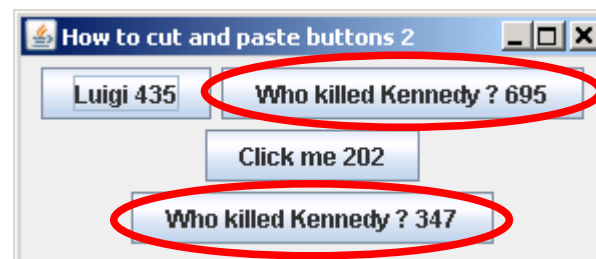 How to cut and paste buttons 2
Luigi 435 Who killed Kennedy ? 695
Click me 202
Who killed Kennedy ? 347